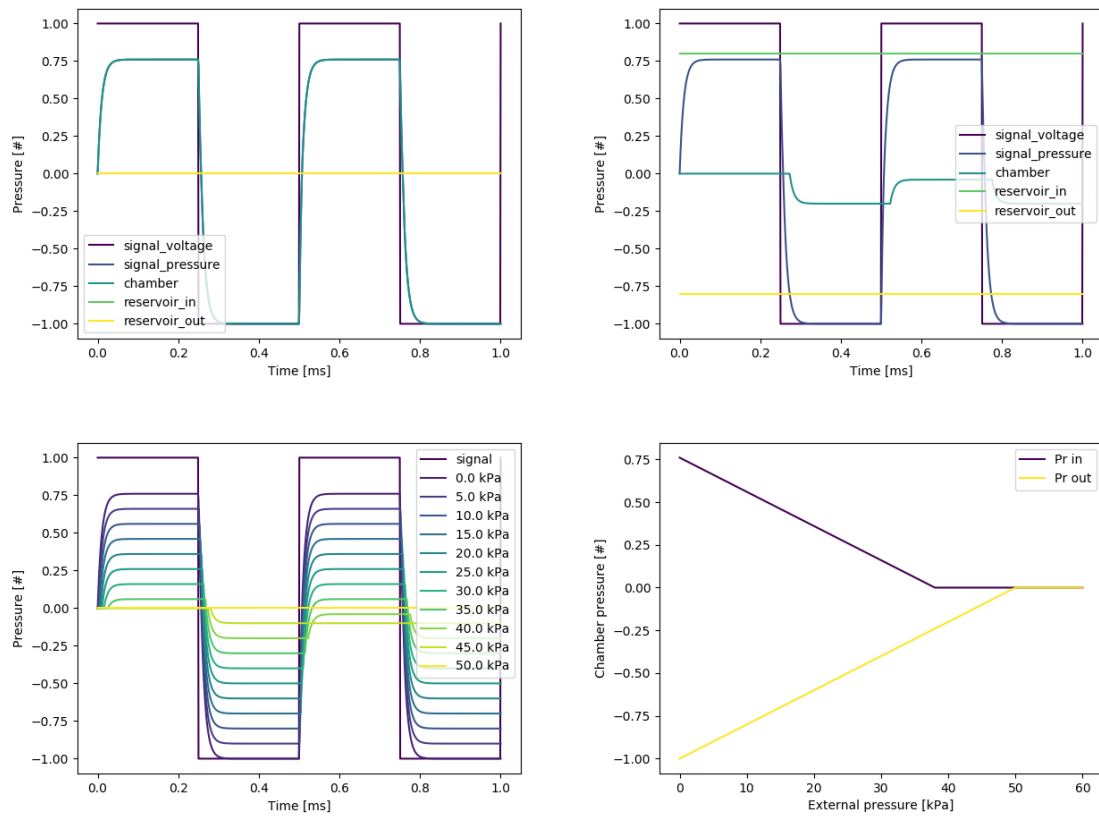 1.00
0.75
0.50
0.25
0.00
−0.25
−0.50
−0.75
−1.00
Pressure [#]
signal_voltage
signal_pressure
chamber
reservoir_in
reservoir_out
0.0 0.2 0.4 0.6 0.8 1.0
Time [ms]
1.00
0.75
0.50
0.25
0.00
−0.25
−0.50
−0.75
−1.00
Pressure [#]
signal_voltage
signal_pressure
chamber
reservoir_in
reservoir_out
0.0 0.2 0.4 0.6 0.8 1.0
Time [ms]
1.00
0.75
0.50
0.25
0.00
−0.25
−0.50
−0.75
−1.00
Pressure [#]
signal
0.0 kPa
5.0 kPa
10.0 kPa
15.0 kPa
20.0 kPa
25.0 kPa
30.0 kPa
35.0 kPa
40.0 kPa
45.0 kPa
50.0 kPa
0.0 0.2 0.4 0.6 0.8 1.0
Time [ms]
0.75
0.50
0.25
0.00
−0.25
−0.50
−0.75
−1.00
Chamber pressure [#]
Pr in
Pr out
0 10 20 30 40 50 60
External pressure [kPa]